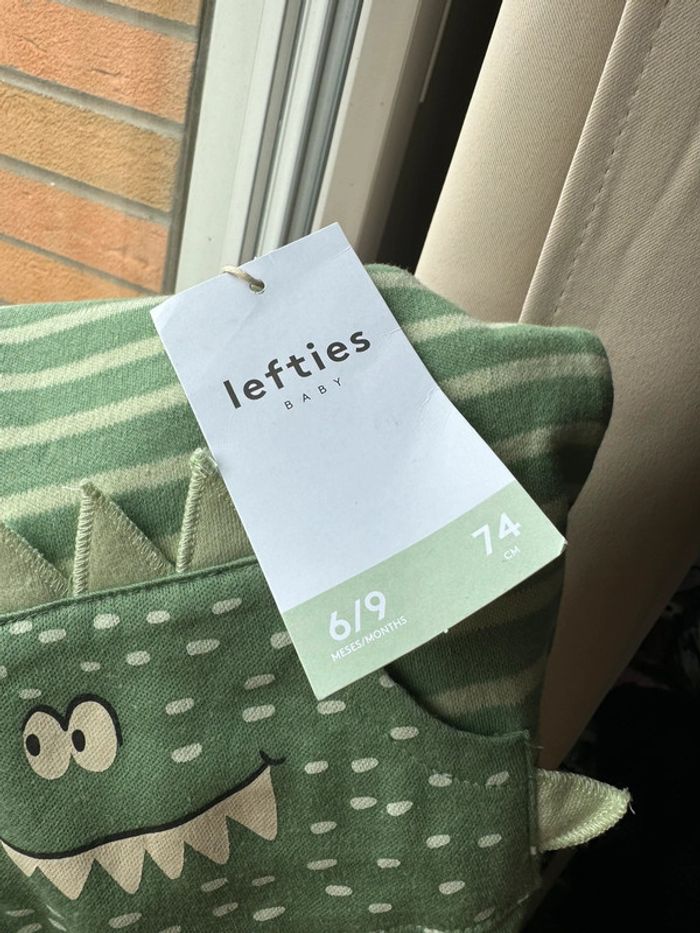 lefties
BABY
74
CM
6/9
MESES/MONTHS